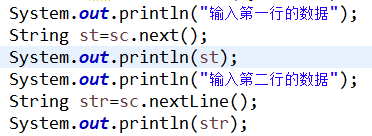 System.out.println("输入第一行的数据");
String st=sc.next();
System.out.println(st);
System.out.println("输入第二行的数据");
String str=sc.nextLine();
System.out.println(str);